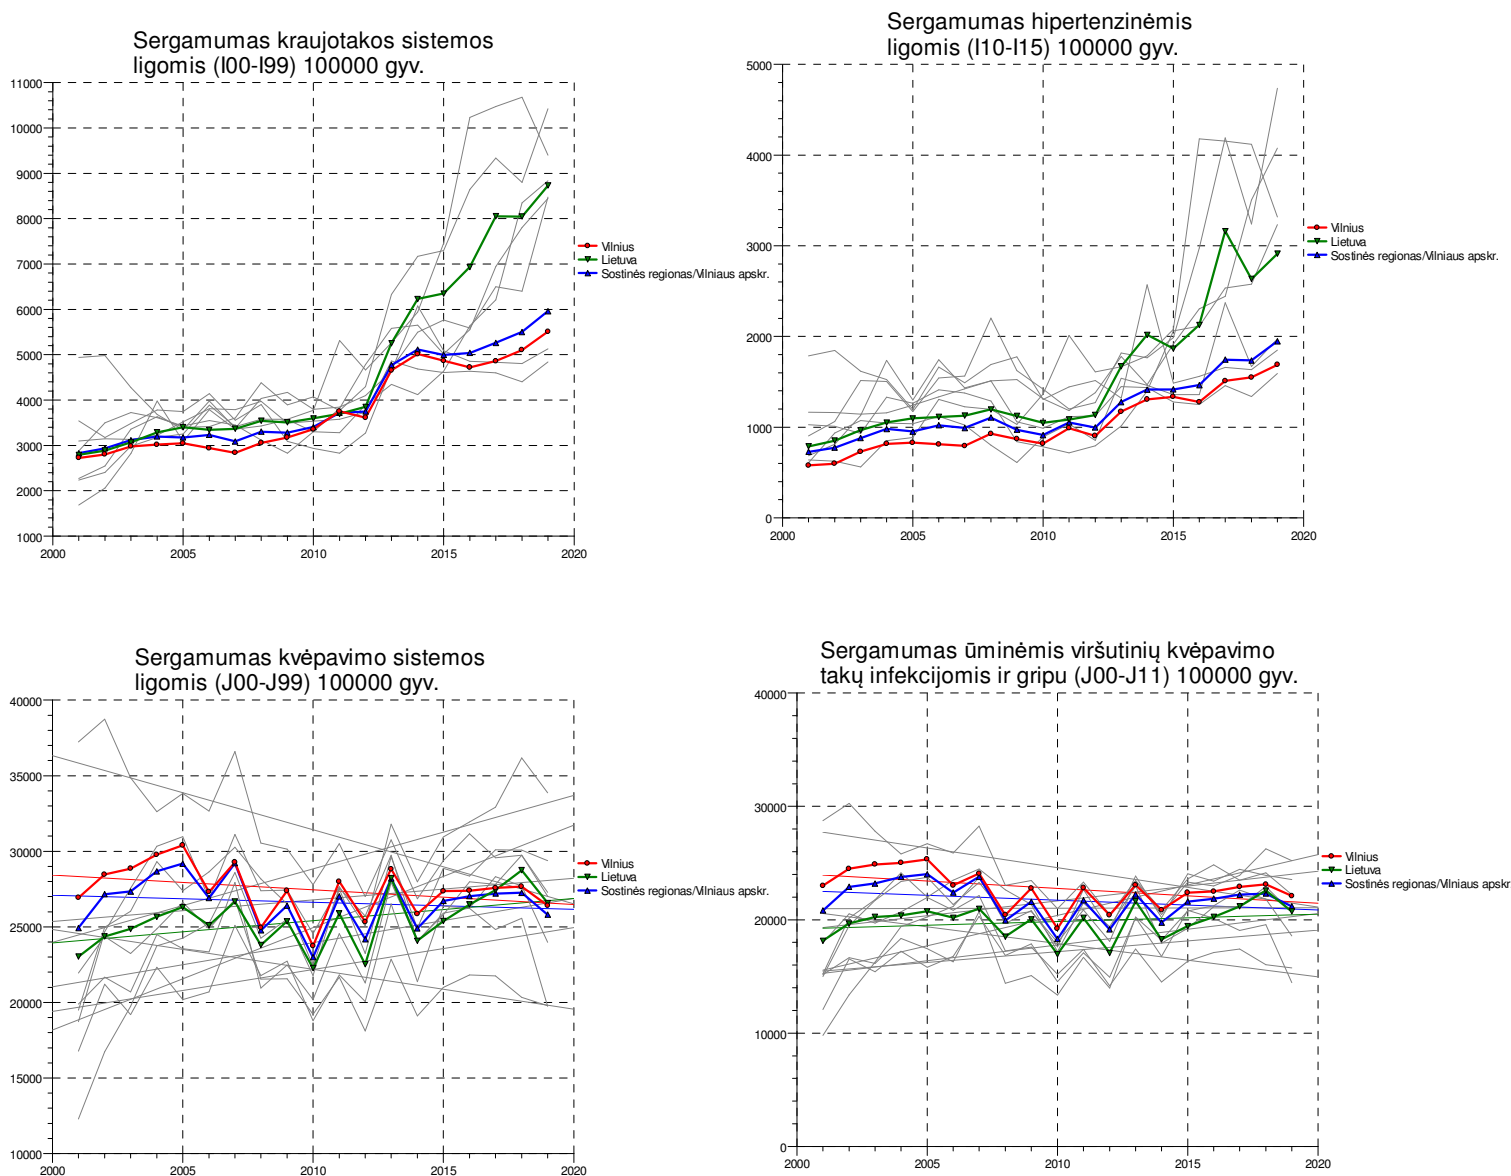 Sergamumas kraujotakos sistemos
ligomis (I00-I99) 100000 gyv.
11000
10000
9000
8000
7000
6000
5000
4000
3000
2000
1000
2000
2005
2010
2015
2020
Vilnius
Lietuva
Sostinės regionas/Vilniaus apskr.
Sergamumas hipertenzinėmis
ligomis (I10-I15) 100000 gyv.
5000
4000
3000
2000
1000
0
2000
2005
2010
2015
2020
Vilnius
Lietuva
Sostinės regionas/Vilniaus apskr.
Sergamumas kvėpavimo sistemos
ligomis (J00-J99) 100000 gyv.
40000
35000
30000
25000
20000
15000
10000
2000
2005
2010
2015
2020
Vilnius
Lietuva
Sostinės regionas/Vilniaus apskr.
Sergamumas ūminėmis viršutinių kvėpavimo
takų infekcijomis ir gripu (J00-J11) 100000 gyv.
40000
30000
20000
10000
0
2000
2005
2010
2015
2020
Vilnius
Lietuva
Sostinės regionas/Vilniaus apskr